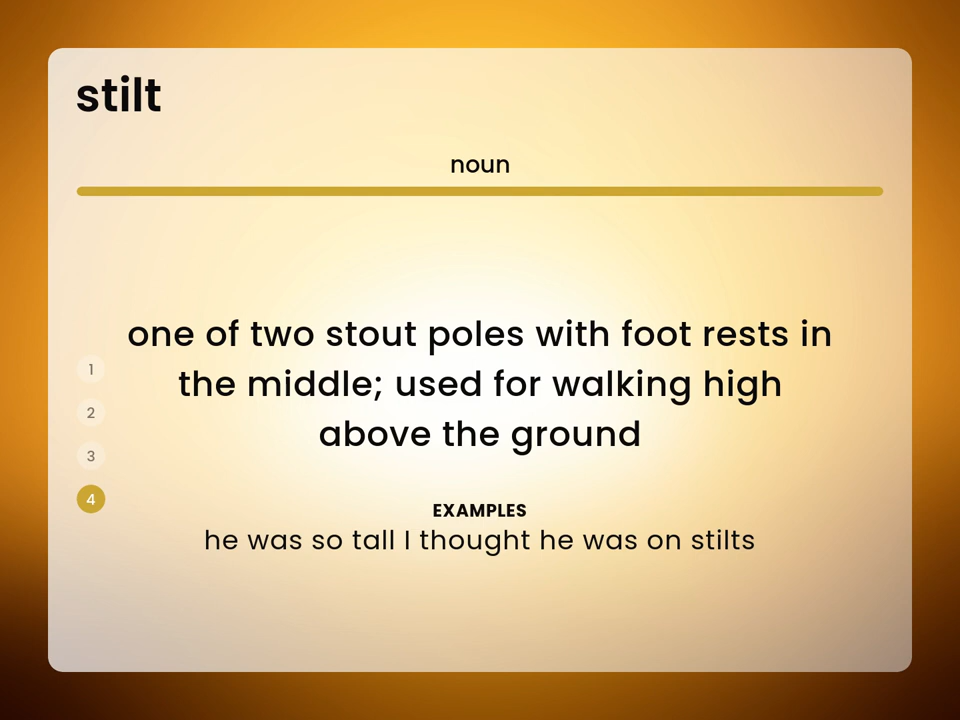 stilt
noun
one of two stout poles with foot rests in
the middle; used for walking high
above the ground
1
2
3
4
EXAMPLES
he was so tall I thought he was on stilts